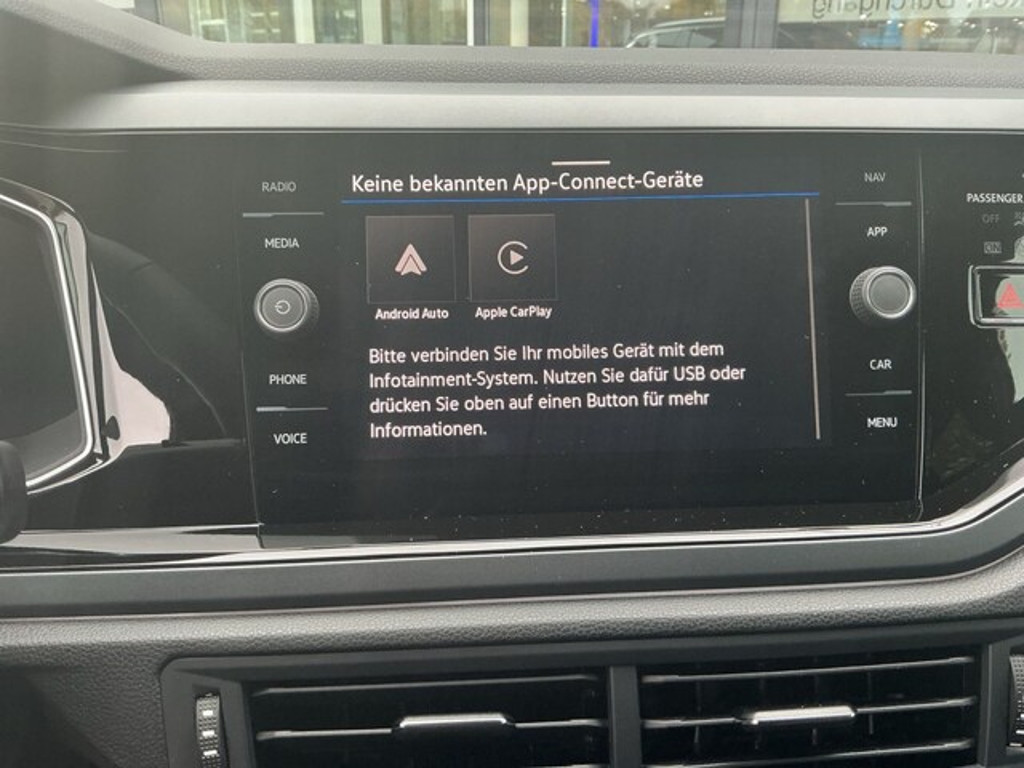 Durchgang
RADIO
MEDIA
PHONE
VOICE
Keine bekannten App-Connect-Geräte
Android Auto
Apple CarPlay
Bitte verbinden Sie Ihr mobiles Gerät mit dem
Infotainment-System. Nutzen Sie dafür USB oder
drücken Sie oben auf einen Button für mehr
Informationen.
NAV
APP
CAR
MENU
PASSENGER
OFF
ON